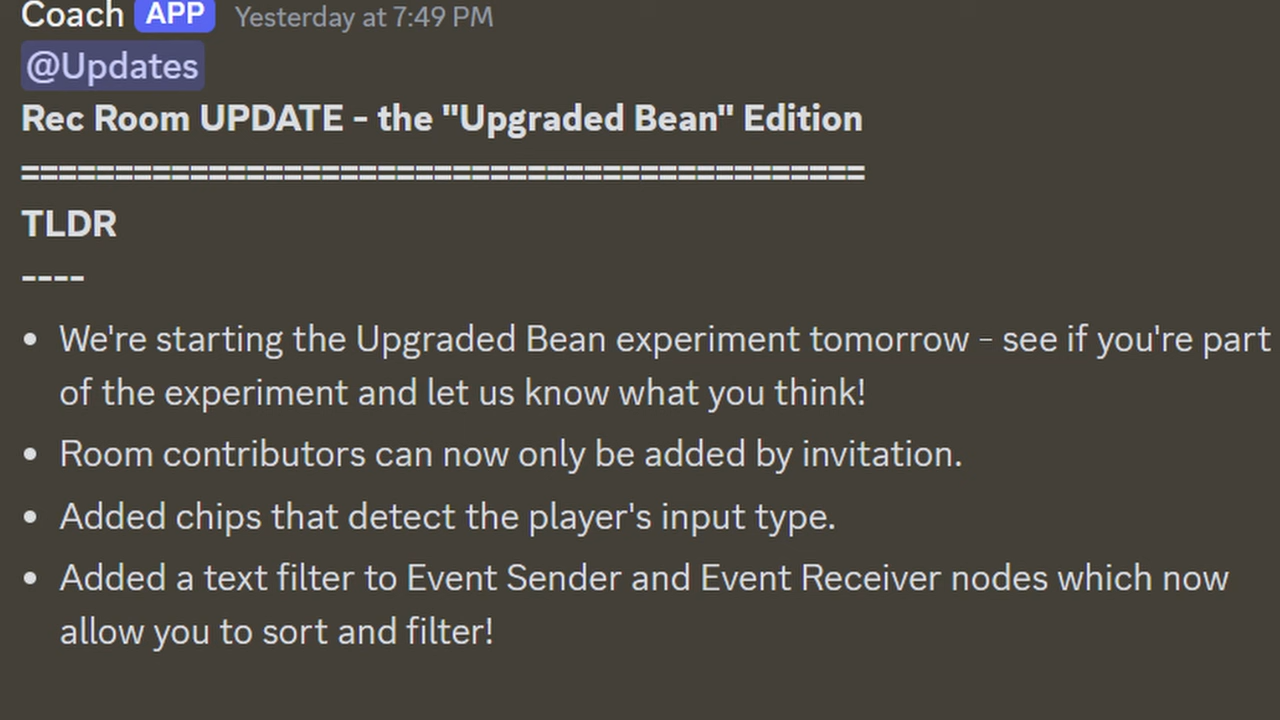 Coach APP Yesterday at 7:49 PM
@Updates
Rec Room UPDATE - the "Upgraded Bean" Edition
=============================================
TLDR
----
• We're starting the Upgraded Bean experiment tomorrow - see if you're part
of the experiment and let us know what you think!
• Room contributors can now only be added by invitation.
• Added chips that detect the player's input type.
• Added a text filter to Event Sender and Event Receiver nodes which now
allow you to sort and filter!